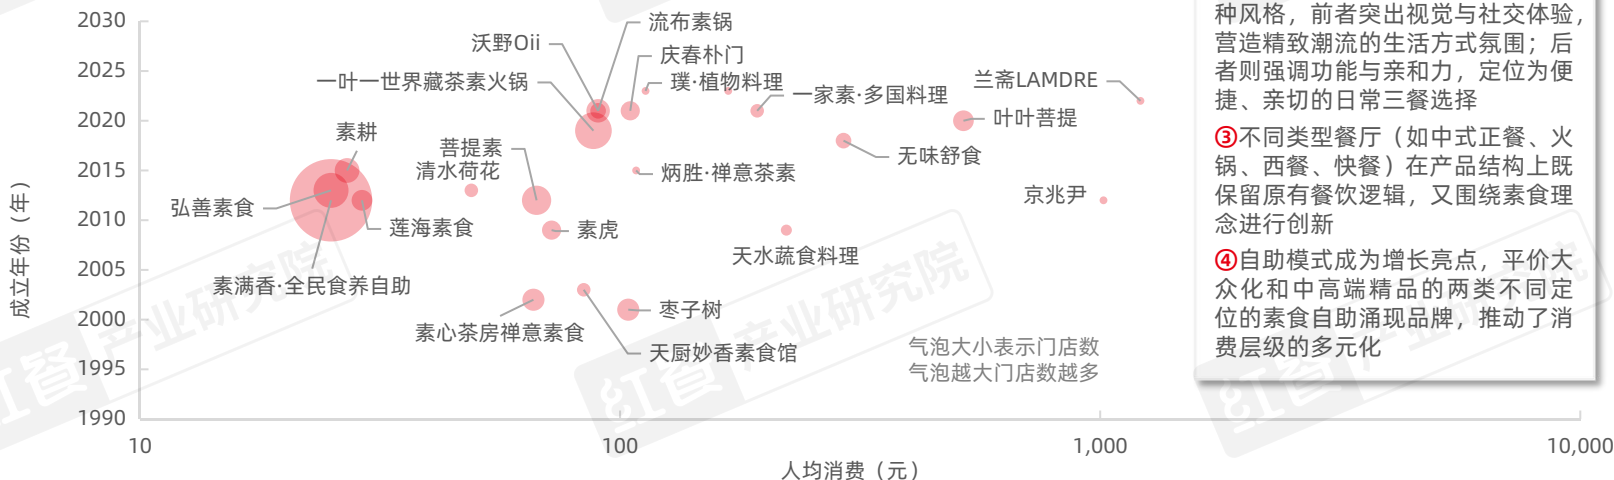 2030
2025
2020
2015
2010
2005
2000
1995
1990
成立年份（年）
10
100
1,000
10,000
人均消费（元）
流布素锅
沃野Oii
庆春朴门
一叶一世界藏茶素火锅
璞·植物料理
一家素·多国料理
兰斋LAMDRE
叶叶菩提
素耕
菩提素
清水荷花
无味舒食
炳胜·禅意茶素
京兆尹
弘善素食
莲海素食
素虎
天水蔬食料理
素满香·全民食养自助
素心茶房禅意素食
枣子树
天厨妙香素食馆
气泡大小表示门店数
气泡越大门店数越多
种风格，前者突出视觉与社交体验，
营造精致潮流的生活方式氛围；后
者则强调功能与亲和力，定位为便
捷、亲切的日常三餐选择
③不同类型餐厅（如中式正餐、火
锅、西餐、快餐）在产品结构上既
保留原有餐饮逻辑，又围绕素食理
念进行创新
④自助模式成为增长亮点，平价大
众化和中高端精品的两类不同定
位的素食自助涌现品牌，推动了消
费层级的多元化
红餐产业研究院
红餐产业研究院
红餐产业研究院